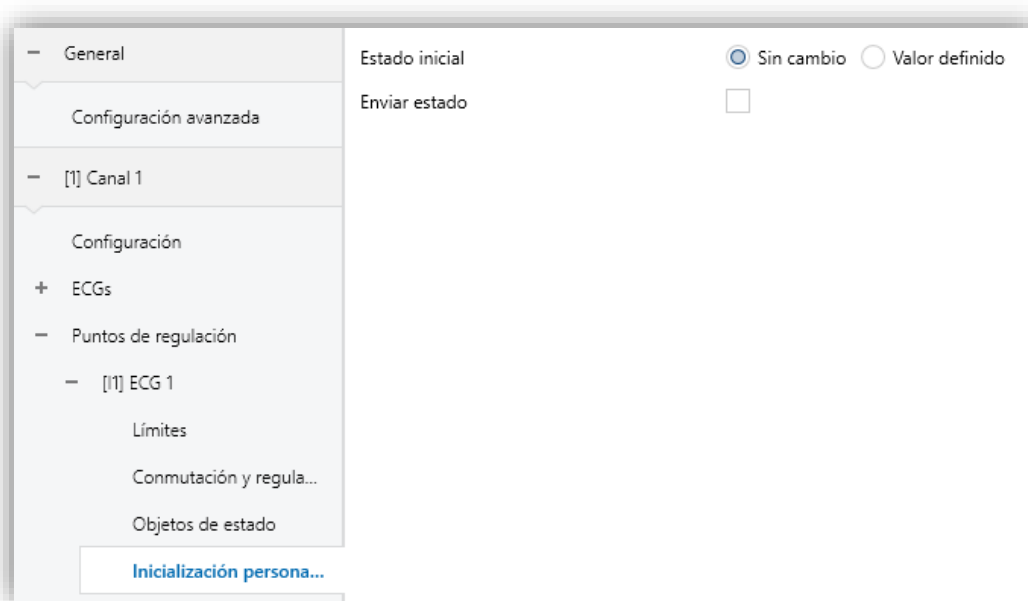 General
Configuración avanzada
[1] Canal 1
Configuración
ECGs
Puntos de regulación
[I1] ECG 1
Límites
Conmutación y regula...
Objetos de estado
Inicialización persona...
Estado inicial
Sin cambio
Valor definido
Enviar estado